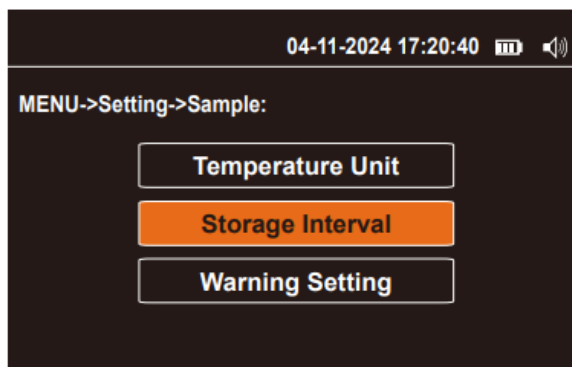 04-11-2024 17:20:40
MENU->Setting->Sample:
Temperature Unit
Storage Interval
Warning Setting